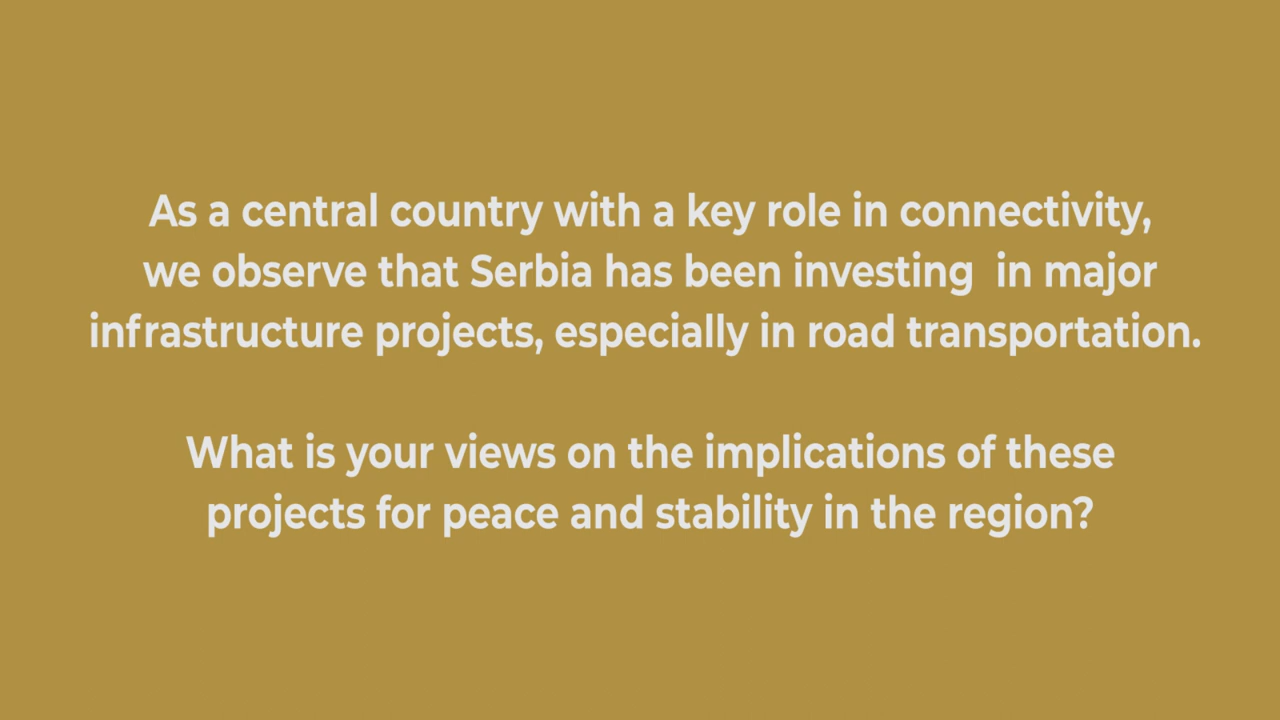 As a central country with a key role in connectivity,
we observe that Serbia has been investing  in major
infrastructure projects, especially in road transportation.
What is your views on the implications of these
projects for peace and stability in the region?